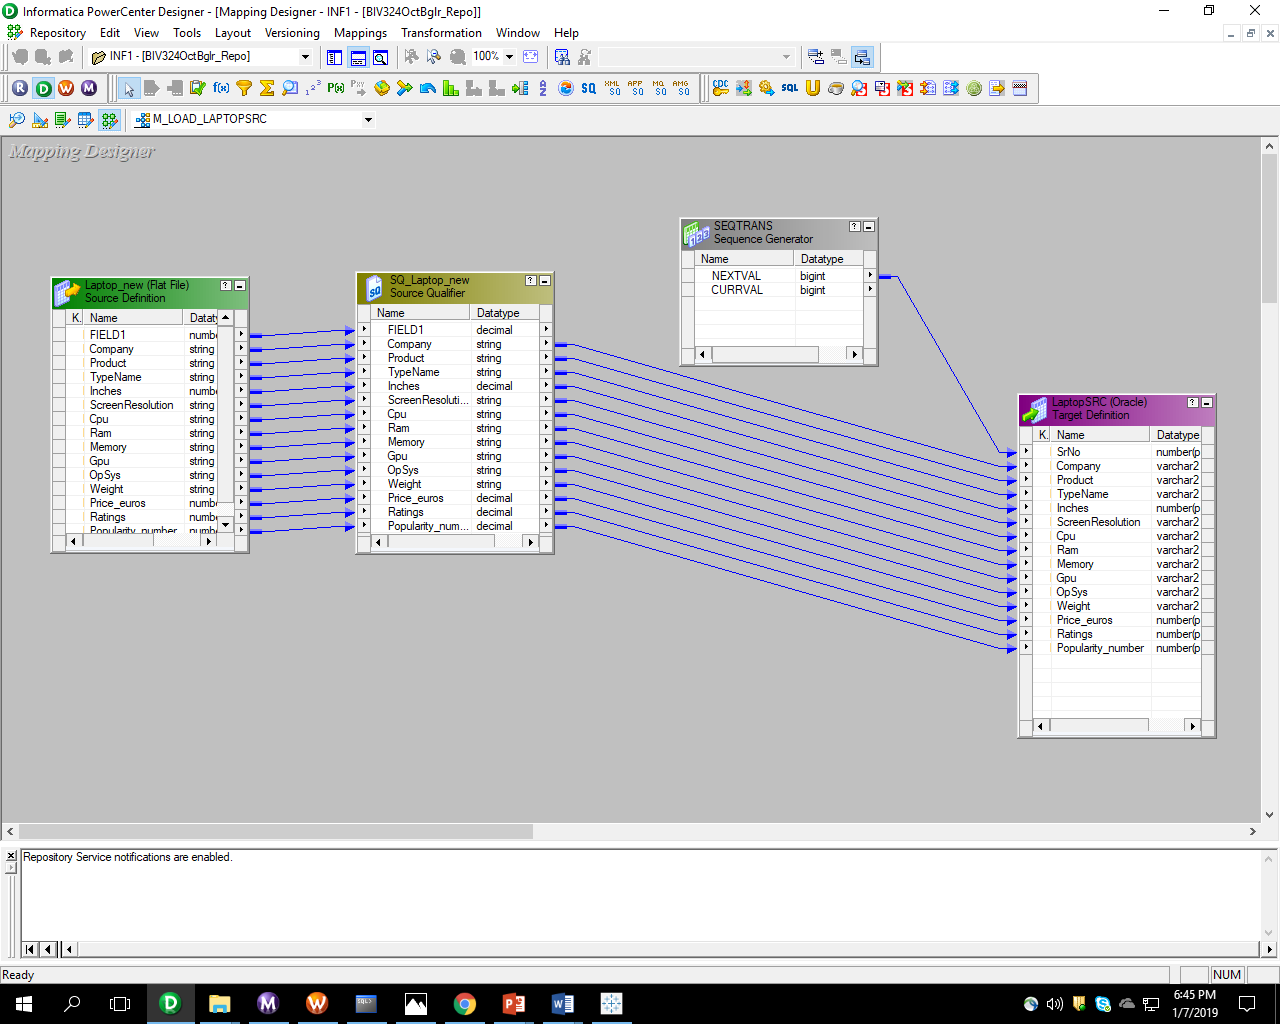 Informatica PowerCenter Designer - [Mapping Designer - INF1 - [BIV324OctBglr_Repo]]
Repository Edit View Tools Layout Versioning Mappings Transformation Window Help
INF1 - [BIV324OctBglr_Repo] 100%
M_LOAD_LAPTOPSRC
Mapping Designer
SEQTRANS
Sequence Generator
Name Datatype
NEXTVAL bigint
CURRVAL bigint
Laptop_new (Flat File)
Source Definition
K. Name Dataty
FIELD1 numbe
Company string
Product string
TypeName string
Inches numbe
ScreenResolution string
Cpu string
Ram string
Memory string
Gpu string
OpSys string
Weight string
Price_euros numbe
Ratings numbe
Popularity_number numbe
SQ_Laptop_new
Source Qualifier
Name Datatype
FIELD1 decimal
Company string
Product string
TypeName string
Inches decimal
ScreenResoluti... string
Cpu string
Ram string
Memory string
Gpu string
OpSys string
Weight string
Price_euros decimal
Ratings decimal
Popularity_num... decimal
LaptopSRC (Oracle)
Target Definition
K. Name Datatype
SrNo number(p
Company varchar2
Product varchar2
TypeName varchar2
Inches number(p
ScreenResolution varchar2
Cpu varchar2
Ram varchar2
Memory varchar2
Gpu varchar2
OpSys varchar2
Weight varchar2
Price_euros number(p
Ratings number(p
Popularity_number number(p
Repository Service notifications are enabled.
Ready NUM
6:45 PM
1/7/2019